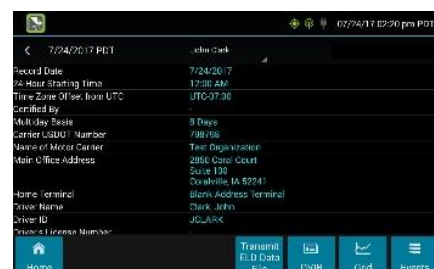 07/24/17 02:20 pm PDT
7/24/2017 PDT John Clark
Record Date 7/24/2017
24-Hour Starting Time 12:00 AM
Time Zone Offset from UTC UTC-07:00
Certified By -
Multiday Basis 8 Days
Carrier USDOT Number 798798
Name of Motor Carrier Test Organization
Main Office Address 2850 Coral Court
Suite 100
Coralville, IA 52241
Home Terminal Blank Address Terminal
Driver Name Clark, John
Driver ID JCLARK
Driver's License Number
Home Transmit ELD Data File DVIR Grid Events